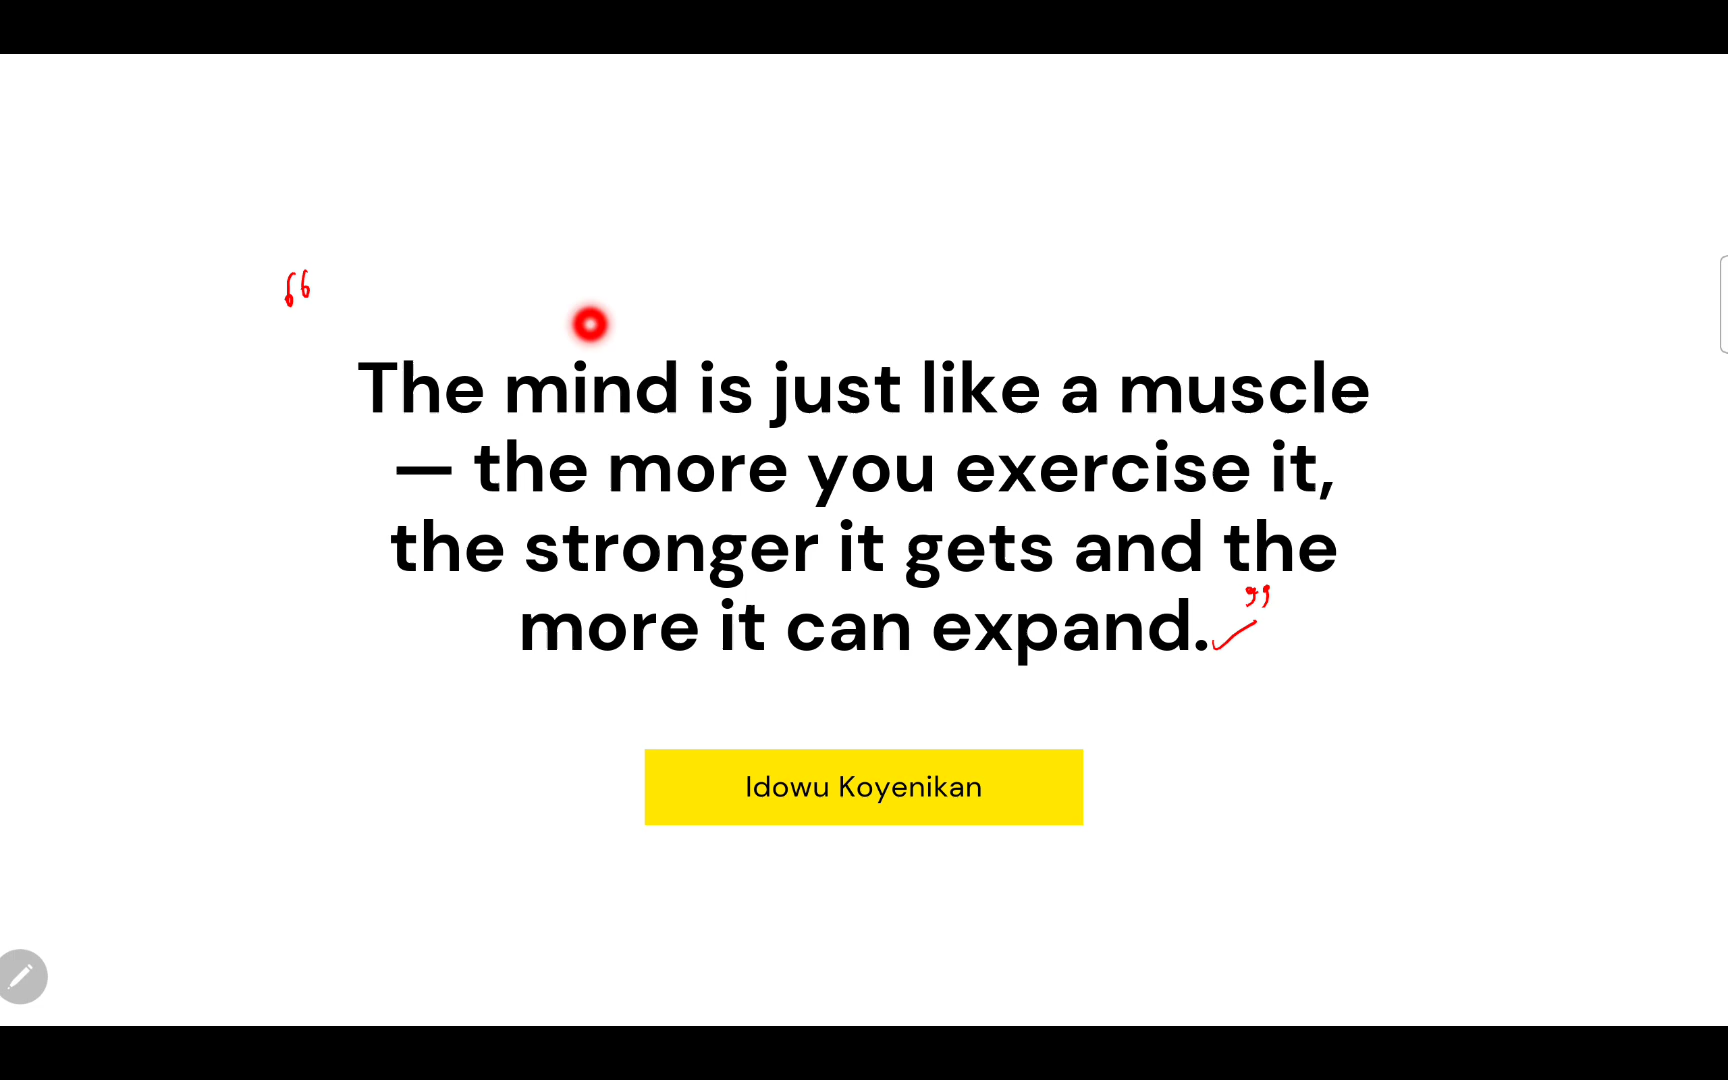 “
The mind is just like a muscle
— the more you exercise it,
the stronger it gets and the
more it can expand.”
Idowu Koyenikan